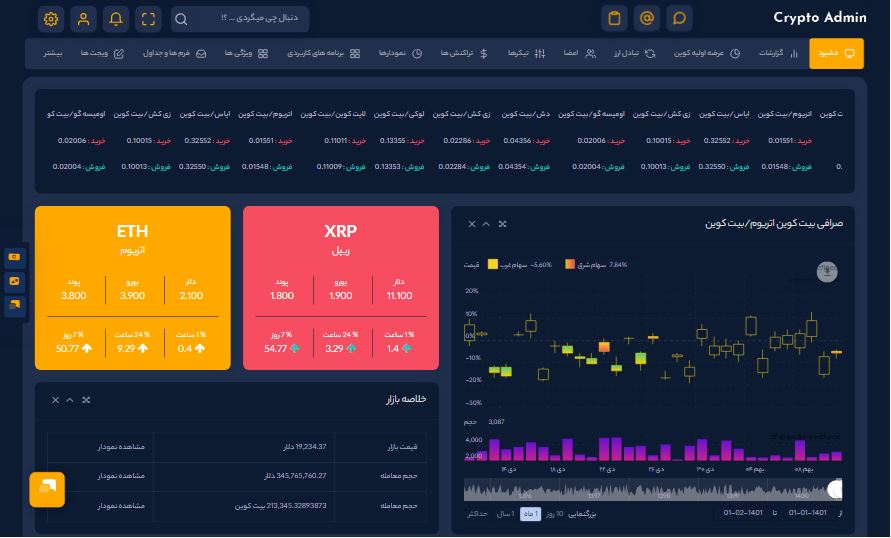 Crypto Admin
دنبال چی میگردی ... ؟!
دشبرد
گزارشات
عرضه اولیه کوین
تبادل ارز
اعضا
تیکرها
تراکنش ها
نمودارها
برنامه های کاربردی
ویژگی ها
فرم ها و جداول
ویجت ها
بیشتر
ت کوین
اتریوم/بیت کوین
خرید : 0.01551
فروش : 0.01548
ایاس/بیت کوین
خرید : 0.32552
فروش : 0.32550
زی کش/بیت کوین
خرید : 0.10015
فروش : 0.10013
اومیسه گو/بیت کوین
خرید : 0.02006
فروش : 0.02004
دش/بیت کوین
خرید : 0.04356
فروش : 0.04354
زی کش/بیت کوین
خرید : 0.02286
فروش : 0.02284
لوکی/بیت کوین
خرید : 0.13355
فروش : 0.13353
لایت کوین/بیت کوین
خرید : 0.11011
فروش : 0.11009
اتریوم/بیت کوین
خرید : 0.01551
فروش : 0.01548
ایاس/بیت کوین
خرید : 0.32552
فروش : 0.32550
زی کش/بیت کوین
خرید : 0.10015
فروش : 0.10013
اومیسه گو/بیت کو
خرید : 0.02006
فروش : 0.02004
صرافی بیت کوین اتریوم/بیت کوین
قیمت
سهام غرب -5.60%
سهام شرق 7.84%
20%
10%
0%
-10%
-20%
-30%
حجم 3,087
4,000
2,000
دی ۱۴
دی ۱۸
دی ۲۲
دی ۲۶
دی ۳۰
بهم ۰۴
بهم ۰۸
1396
1397
1398
1399
1400
از 01-01-1401 تا 01-02-1401
بزرگنمایی
10 روز
1 ماه
1 سال
حداکثر
XRP
ریپل
دلار
11.100
یورو
1.900
پوند
1.800
% 1 ساعت
1.4
% 24 ساعت
3.29
% 7 روز
54.77
ETH
اتریوم
دلار
2.100
یورو
3.900
پوند
3.800
% 1 ساعت
0.4
% 24 ساعت
9.29
% 7 روز
50.77
خلاصه بازار
قیمت بازار
19,234.37 دلار
مشاهده نمودار
حجم معامله
345,765,760.27 دلار
مشاهده نمودار
حجم معامله
213,345.32893873 بیت کوین
مشاهده نمودار